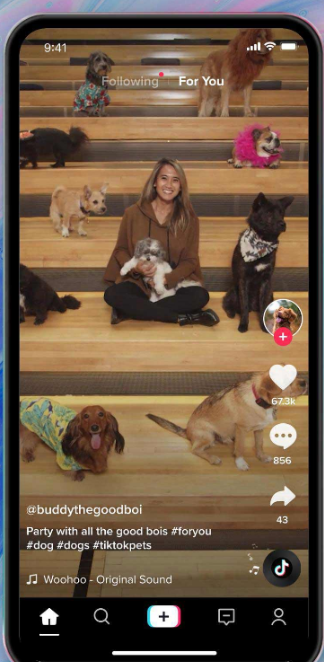 9:41
Following For You
67.3k
856
43
@buddythegoodboi
Party with all the good bois #foryou
#dog #dogs #tiktokpets
Woohoo - Original Sound